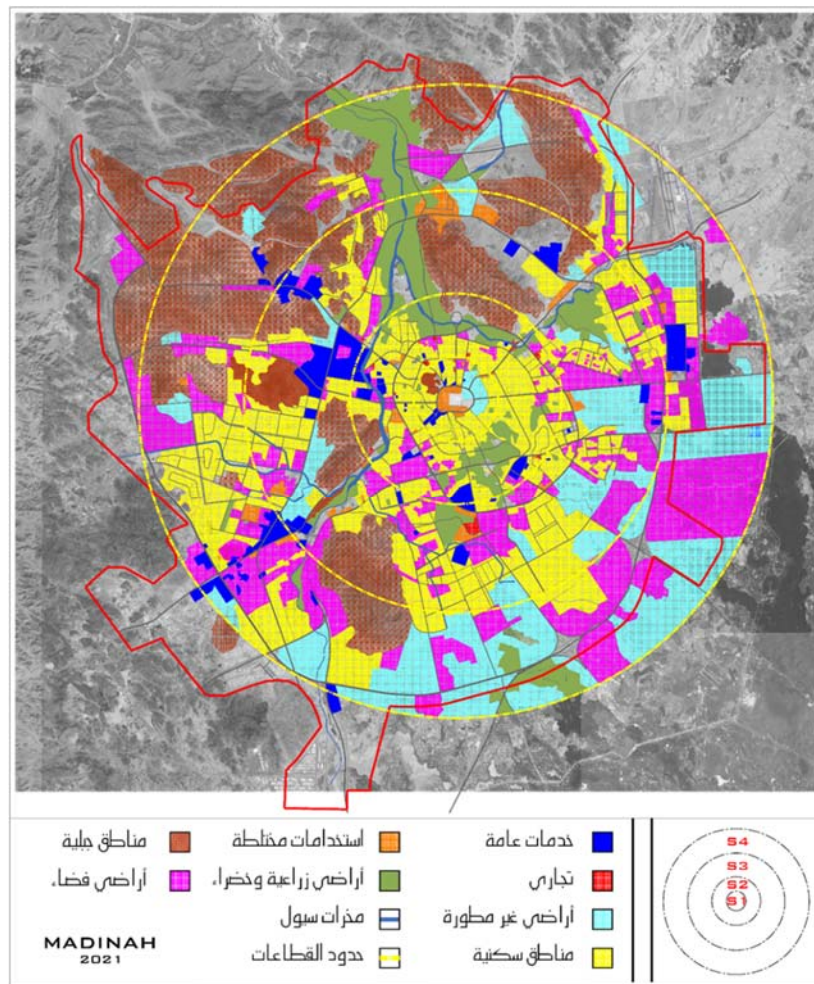 خدمات عامة
استخدامات مختلطة
مناطق جبلية
تجاري
أراضي زراعية وخضراء
أراضي فضاء
أراضي غير مطورة
مخرات سيول
مناطق سكنية
حدود القطاعات
MADINAH
2021
S4
S3
S2
S1